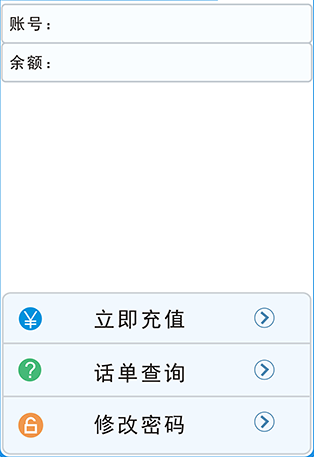 账号：
余额：
¥ 立即充值
? 话单查询
修改密码